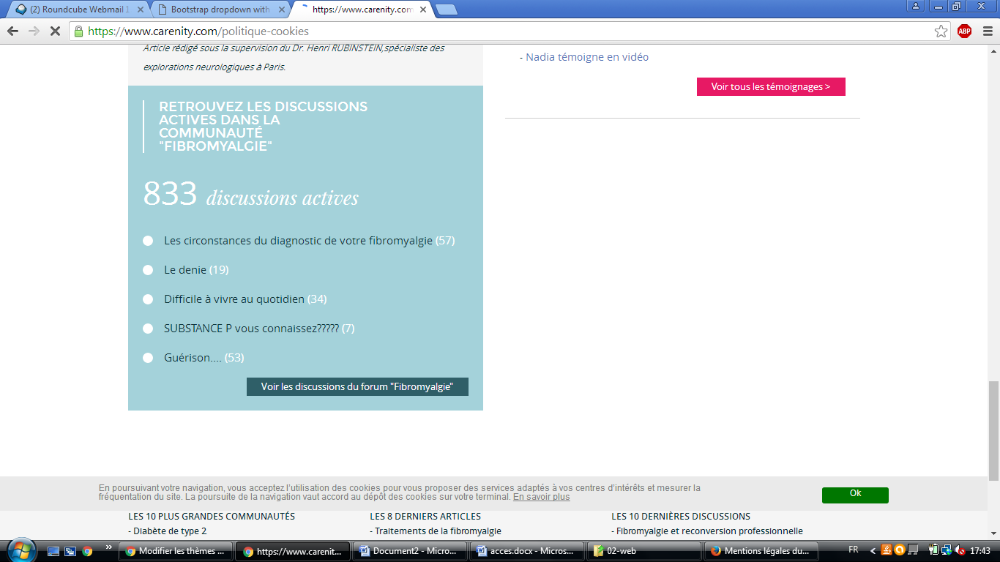 (2) Roundcube Webmail 1
Bootstrap dropdown with
https://www.carenity.com
https://www.carenity.com/politique-cookies
ABP
Article rédigé sous la supervision du Dr. Henri RUBINSTEIN,spécialiste des
explorations neurologiques à Paris.
- Nadia témoigne en vidéo
Voir tous les témoignages >
RETROUVEZ LES DISCUSSIONS
ACTIVES DANS LA
COMMUNAUTÉ
"FIBROMYALGIE"
833 discussions actives
Les circonstances du diagnostic de votre fibromyalgie (57)
Le denie (19)
Difficile à vivre au quotidien (34)
SUBSTANCE P vous connaissez????? (7)
Guérison.... (53)
Voir les discussions du forum "Fibromyalgie"
En poursuivant votre navigation, vous acceptez l'utilisation des cookies pour vous proposer des services adaptés à vos centres d'intérêts et mesurer la
fréquentation du site. La poursuite de la navigation vaut accord au dépôt des cookies sur votre terminal. En savoir plus
Ok
LES 10 PLUS GRANDES COMMUNAUTÉS
- Diabète de type 2
LES 8 DERNIERS ARTICLES
- Traitements de la fibromyalgie
LES 10 DERNIÈRES DISCUSSIONS
- Fibromyalgie et reconversion professionnelle
Modifier les thèmes ...
https://www.carenit...
Document2 - Micro...
acces.docx - Micros...
02-web
Mentions légales du...
FR
17:43